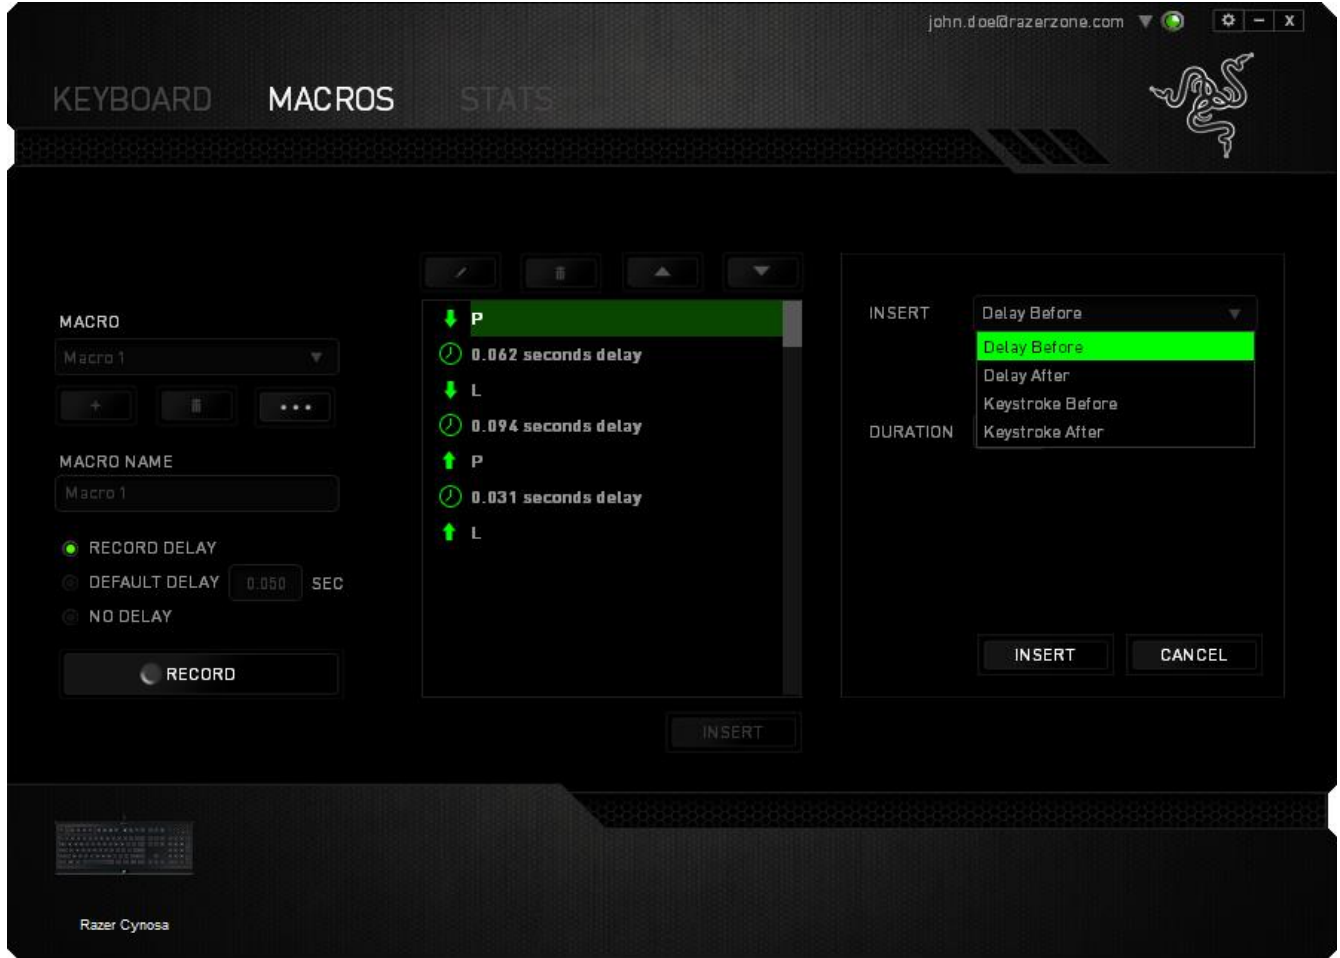 john.doe@razerzone.com
KEYBOARD MACROS STATS
MACRO
Macro 1
MACRO NAME
Macro 1
RECORD DELAY
DEFAULT DELAY 0.050 SEC
NO DELAY
RECORD
P
0.062 seconds delay
L
0.094 seconds delay
P
0.031 seconds delay
L
INSERT
INSERT Delay Before
Delay Before
Delay After
Keystroke Before
Keystroke After
DURATION
INSERT CANCEL
Razer Cynosa